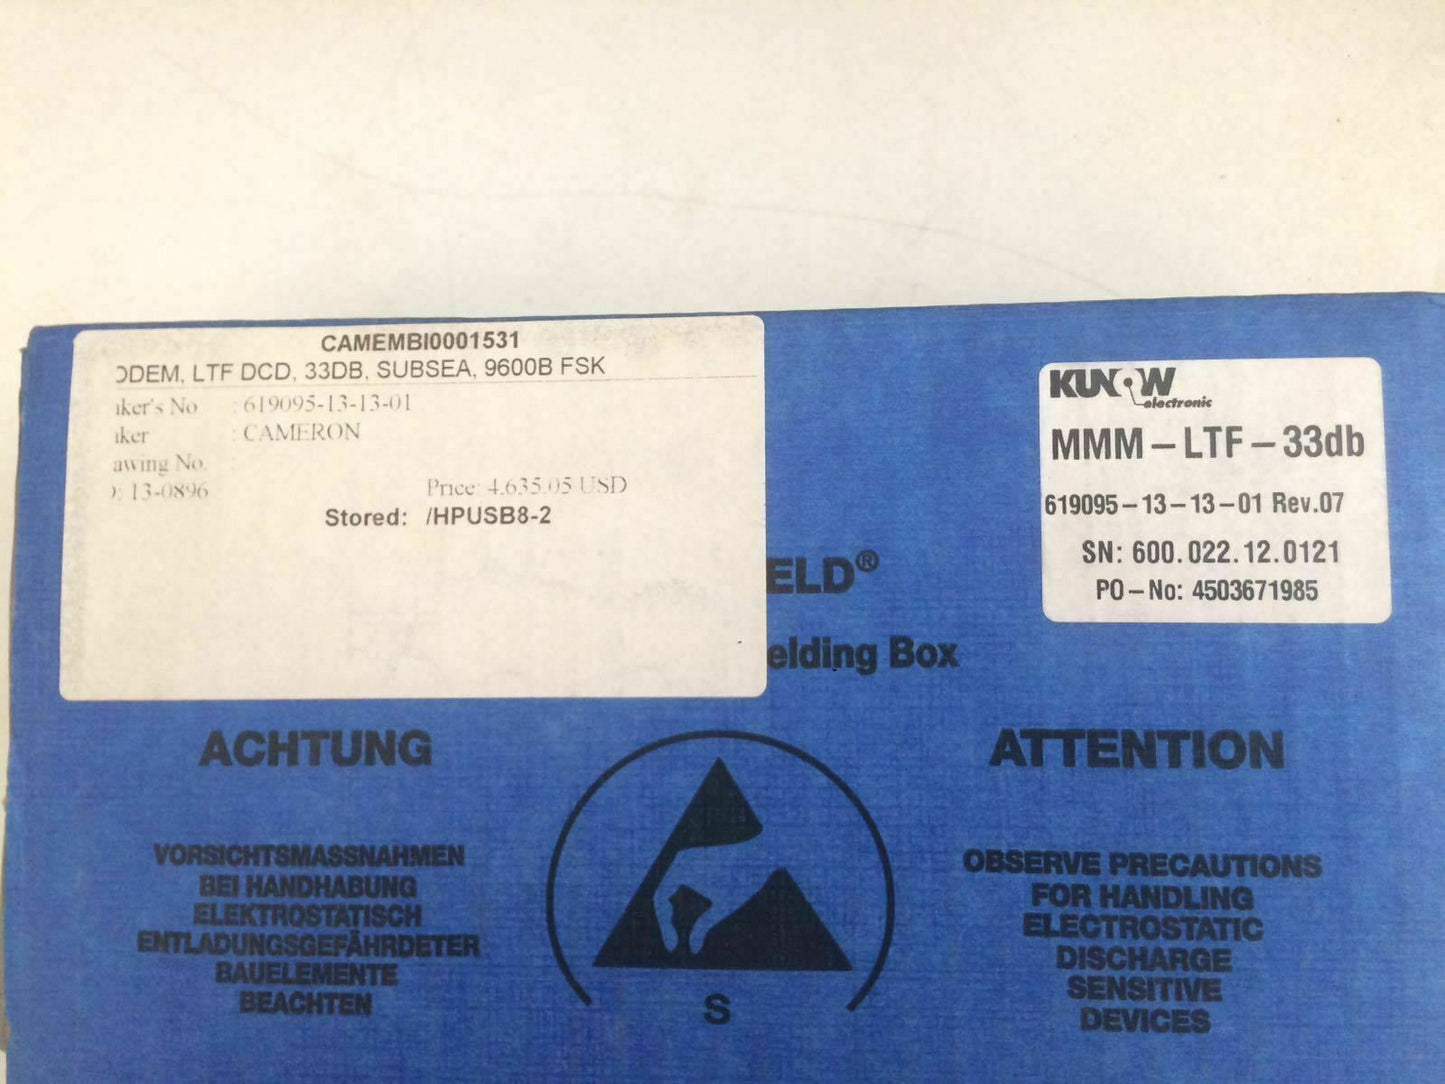 CAMEMBI0001531
ODEM, LTF DCD, 33DB, SUBSEA, 9600B FSK
ker's No : 619095-13-13-01
ker : CAMERON
awing No. :
: 13-0896 Price: 4.635.05 USD
Stored: /HPUSB8-2
KUNOW
electronic
MMM-LTF-33db
619095-13-13-01 Rev.07
SN: 600.022.12.0121
PO-No: 4503671985
ELD®
elding Box
ACHTUNG
VORSICHTSMASSNAHMEN
BEI HANDHABUNG
ELEKTROSTATISCH
ENTLADUNGSGEFÄHRDETER
BAUELEMENTE
BEACHTEN
S
ATTENTION
OBSERVE PRECAUTIONS
FOR HANDLING
ELECTROSTATIC
DISCHARGE
SENSITIVE
DEVICES